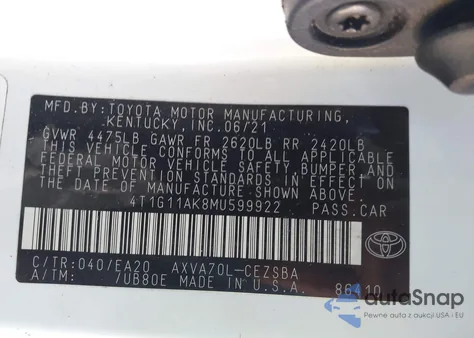 MFD.BY:TOYOTA MOTOR MANUFACTURING,
KENTUCKY,INC.06/21
GVWR 4475LB GAWR FR 2620LB RR 2420LB
THIS VEHICLE CONFORMS TO ALL APPLICABLE
FEDERAL MOTOR VEHICLE SAFETY, BUMPER AND
THEFT PREVENTION STANDARDS IN EFFECT ON
THE DATE OF MANUFACTURE SHOWN ABOVE.
4T1G11AK8MU599922 PASS.CAR
C/TR:040/EA20 AXVA70L-CEZSBA
A/TM: /UB80E MADE IN U.S.A. 86410
TOYOTA
autoSnap
Pewne auta z USA i EU